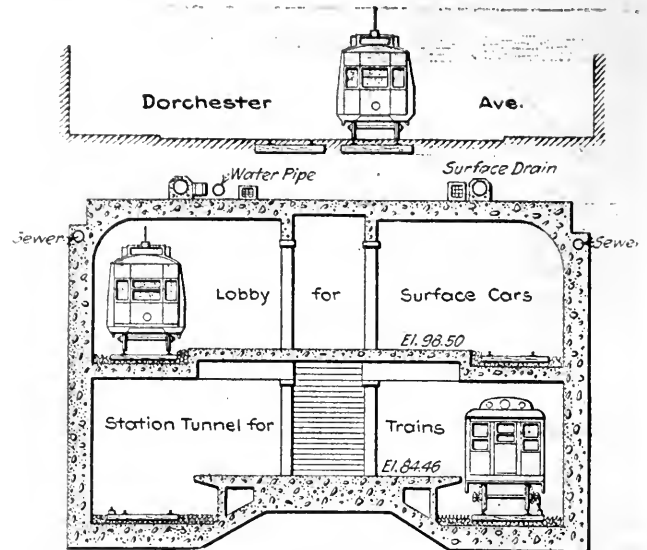 Dorchester Ave.
Water Pipe Surface Drain
Sewer Sewer
Lobby for Surface Cars
El. 98.50
Station Tunnel for Trains
El. 84.46